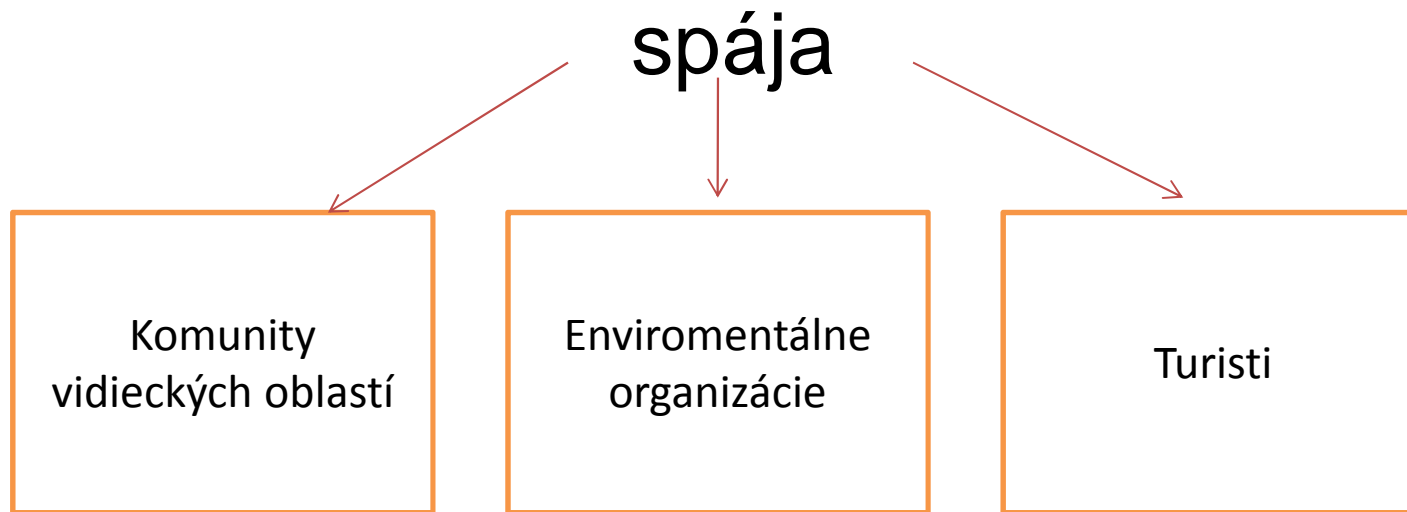 spája
Komunity
vidieckých oblastí
Enviromentálne
organizácie
Turisti